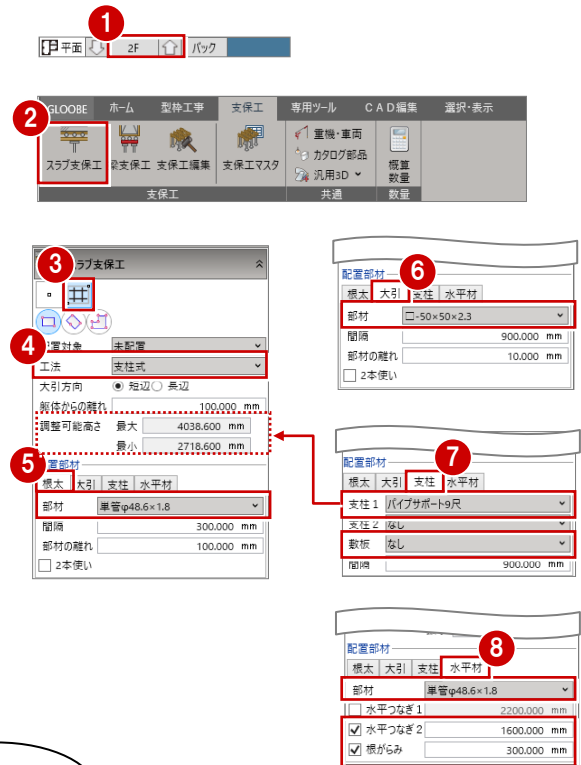 1
平面 2F バック
2
GLOOBE ホーム 型枠工事 支保工 専用ツール CAD編集 選択・表示
スラブ支保工 梁支保工 支保工編集 支保工マスタ
重機・車両
カタログ部品
汎用3D
概算
数量
支保工 共通 数量
3
スラブ支保工
4
配置対象 未配置
工法 支柱式
大引方向 短辺 長辺
躯体からの離れ 100.000 mm
調整可能高さ 最大 4038.600 mm
最小 2718.600 mm
5
配置部材
根太 大引 支柱 水平材
部材 単管φ48.6×1.8
間隔 300.000 mm
部材の離れ 100.000 mm
2本使い
6
配置部材
根太 大引 支柱 水平材
部材 □-50×50×2.3
間隔 900.000 mm
部材の離れ 10.000 mm
2本使い
7
配置部材
根太 大引 支柱 水平材
支柱1 パイプサポート9尺
支柱2 なし
敷板 なし
間隔 900.000 mm
8
配置部材
根太 大引 支柱 水平材
部材 単管φ48.6×1.8
水平つなぎ1 2200.000 mm
水平つなぎ2 1600.000 mm
根がらみ 300.000 mm